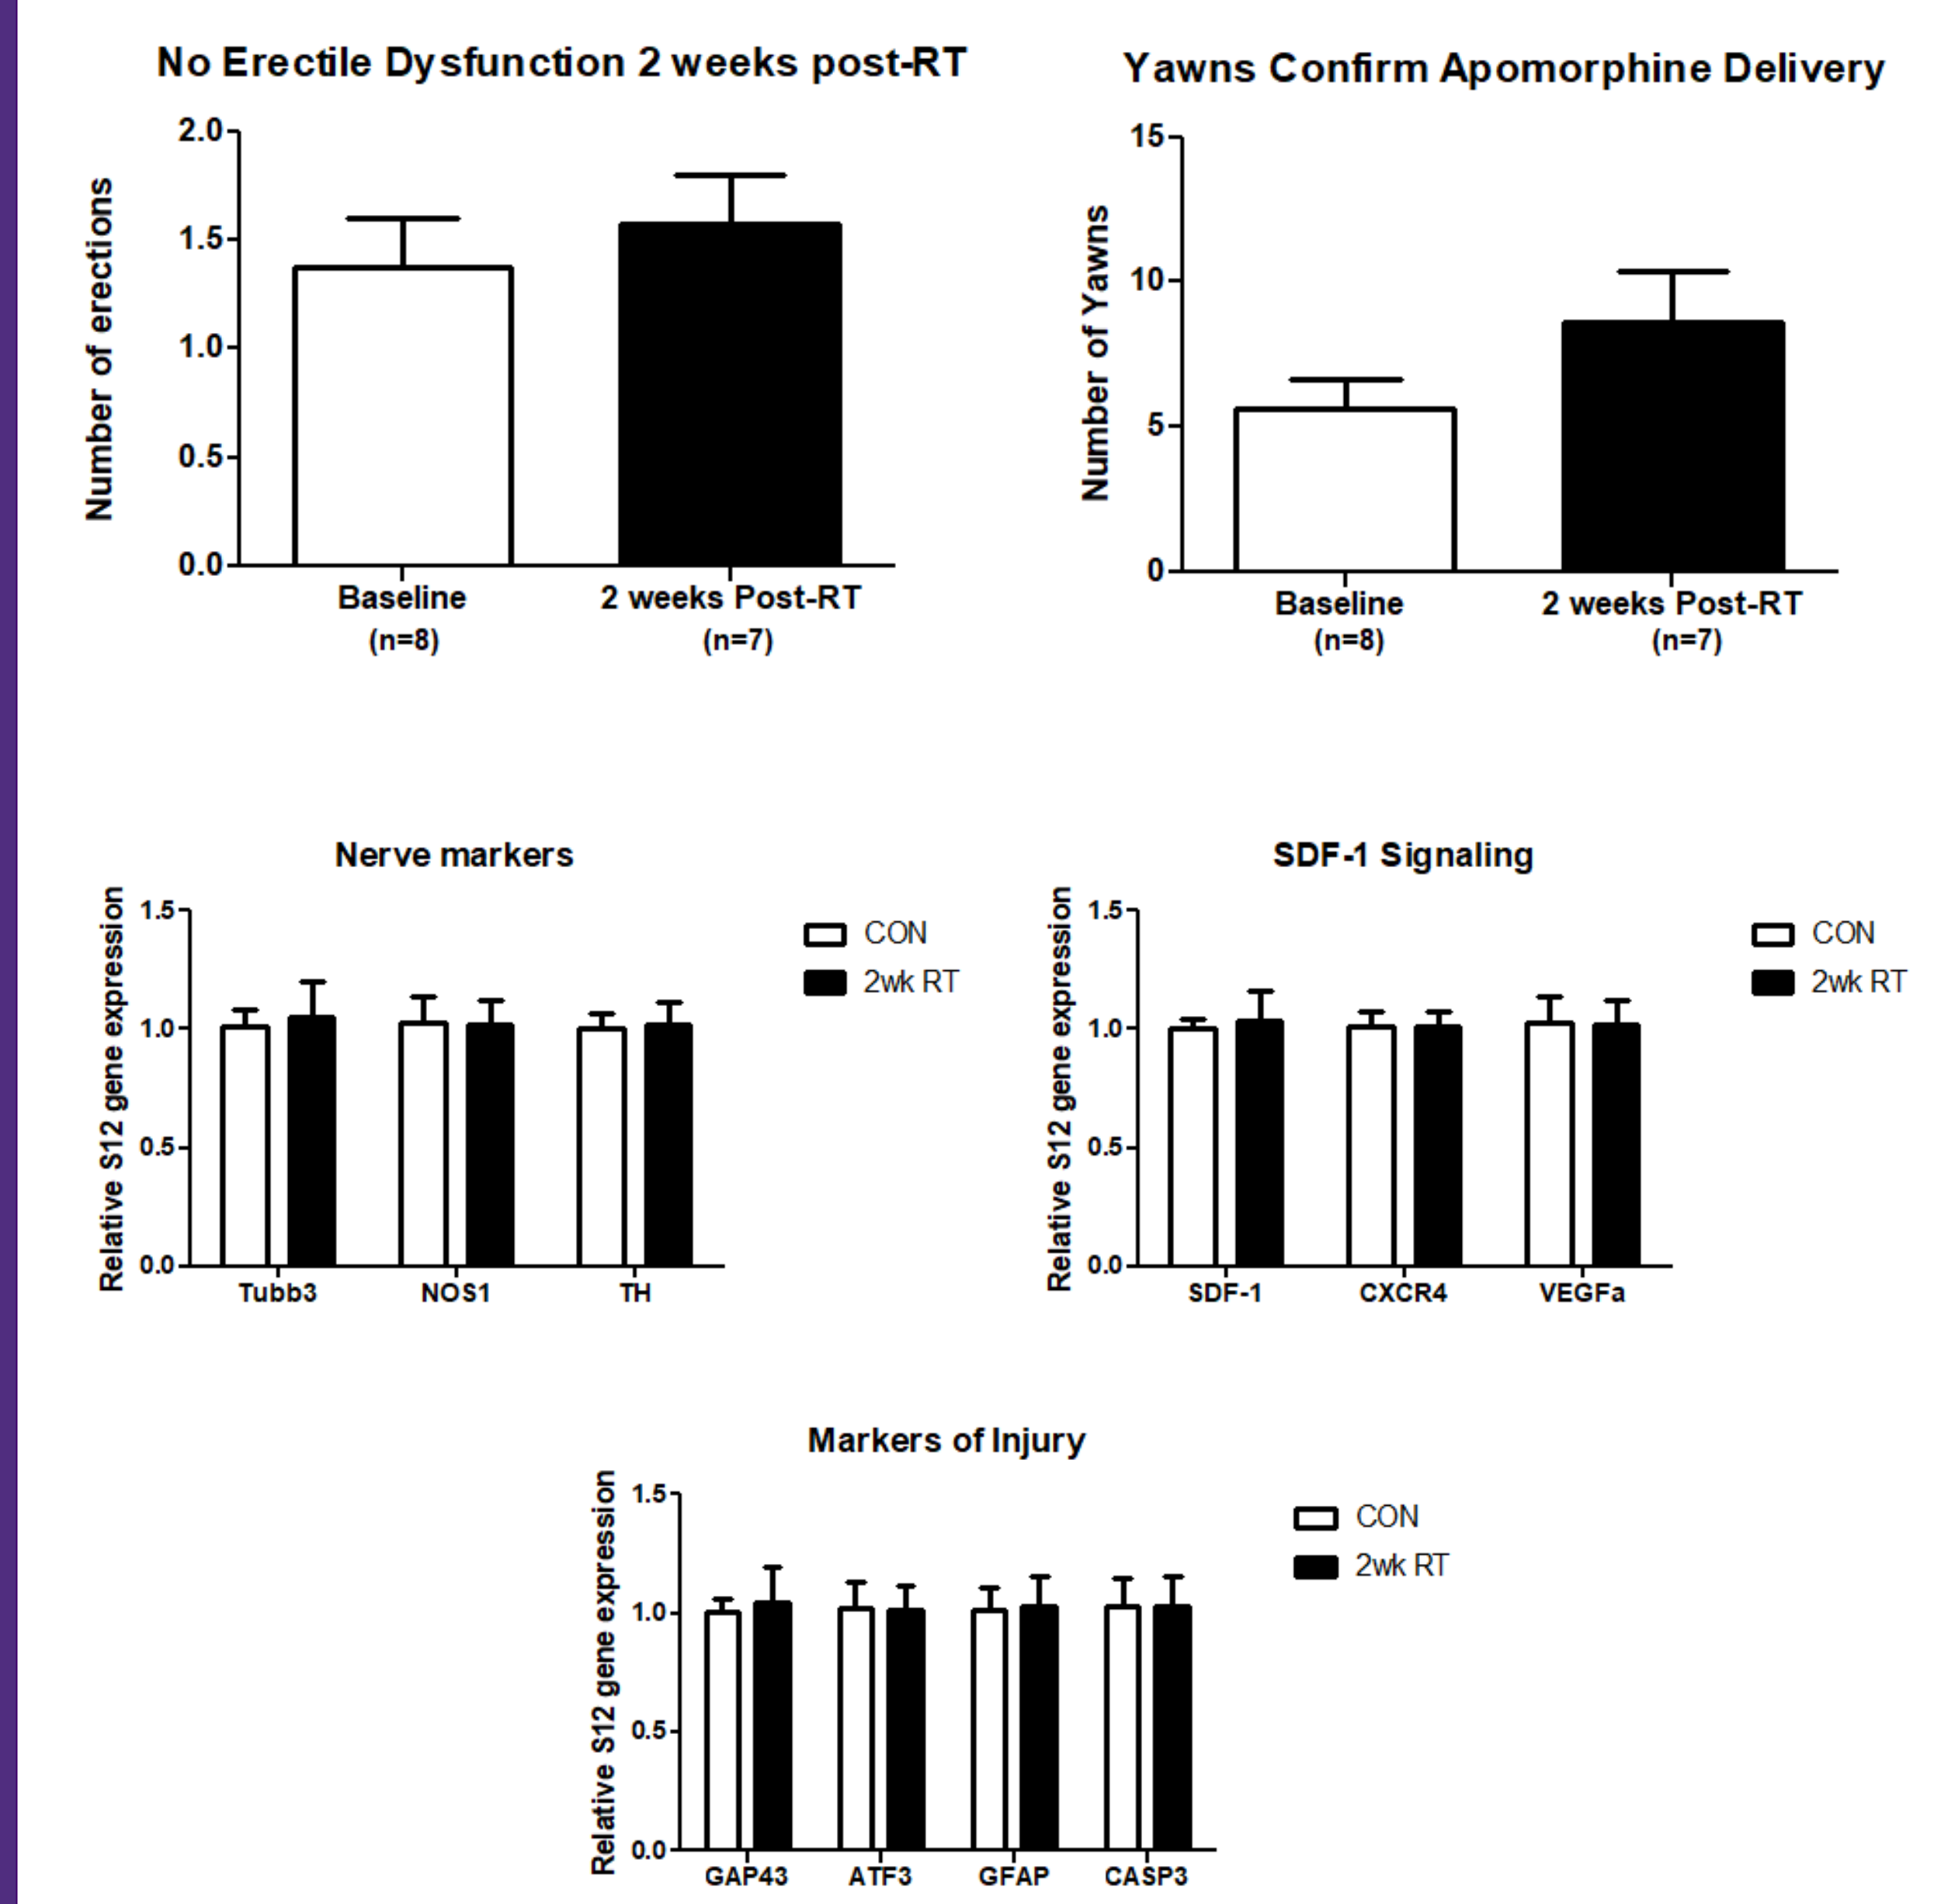 No Erectile Dysfunction 2 weeks post-RT
Number of erections
2.0
1.5
1.0
0.5
0.0
Baseline
(n=8)
2 weeks Post-RT
(n=7)
Yawns Confirm Apomorphine Delivery
Number of Yawns
15
10
5
0
Baseline
(n=8)
2 weeks Post-RT
(n=7)
Nerve markers
Relative S12 gene expression
1.5
1.0
0.5
0.0
Tubb3 NOS1 TH
CON
2wk RT
SDF-1 Signaling
Relative S12 gene expression
1.5
1.0
0.5
0.0
SDF-1 CXCR4 VEGFa
CON
2wk RT
Markers of Injury
Relative S12 gene expression
1.5
1.0
0.5
0.0
GAP43 ATF3 GFAP CASP3
CON
2wk RT